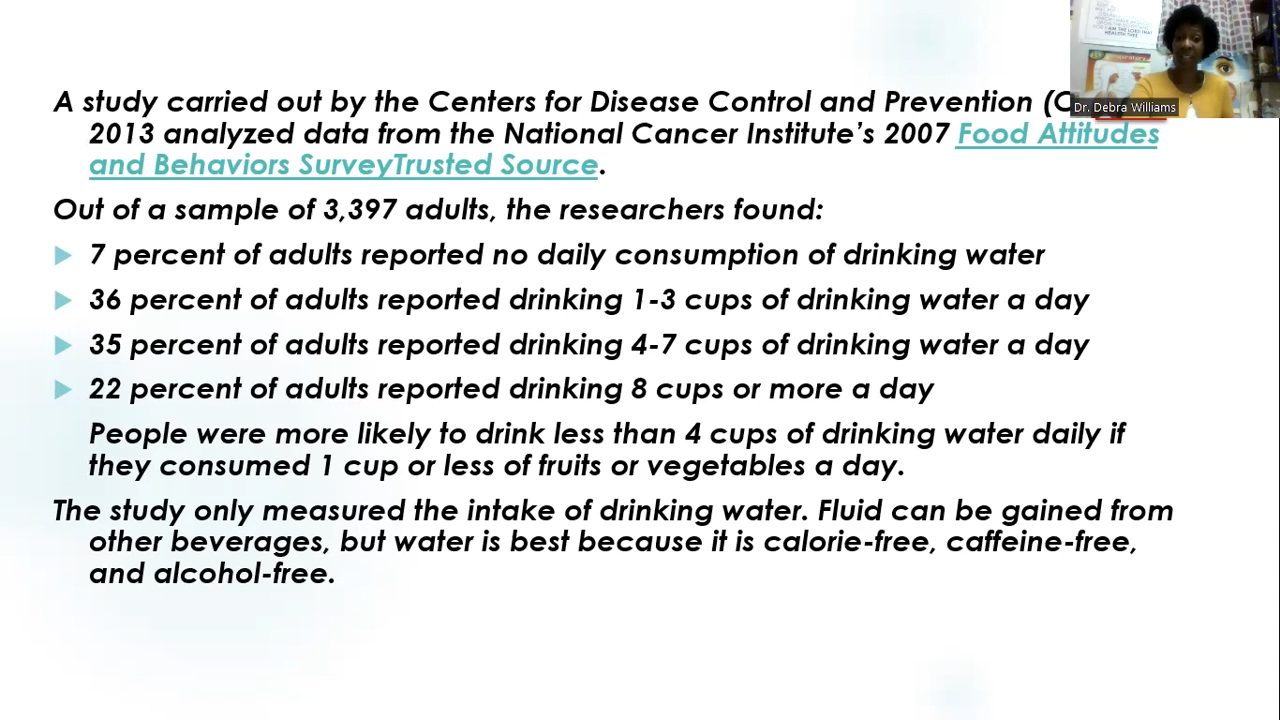 A study carried out by the Centers for Disease Control and Prevention (C
2013 analyzed data from the National Cancer Institute’s 2007 Food Attitudes
and Behaviors SurveyTrusted Source.
Out of a sample of 3,397 adults, the researchers found:
7 percent of adults reported no daily consumption of drinking water
36 percent of adults reported drinking 1-3 cups of drinking water a day
35 percent of adults reported drinking 4-7 cups of drinking water a day
22 percent of adults reported drinking 8 cups or more a day
People were more likely to drink less than 4 cups of drinking water daily if
they consumed 1 cup or less of fruits or vegetables a day.
The study only measured the intake of drinking water. Fluid can be gained from
other beverages, but water is best because it is calorie-free, caffeine-free,
and alcohol-free.
Dr. Debra Williams